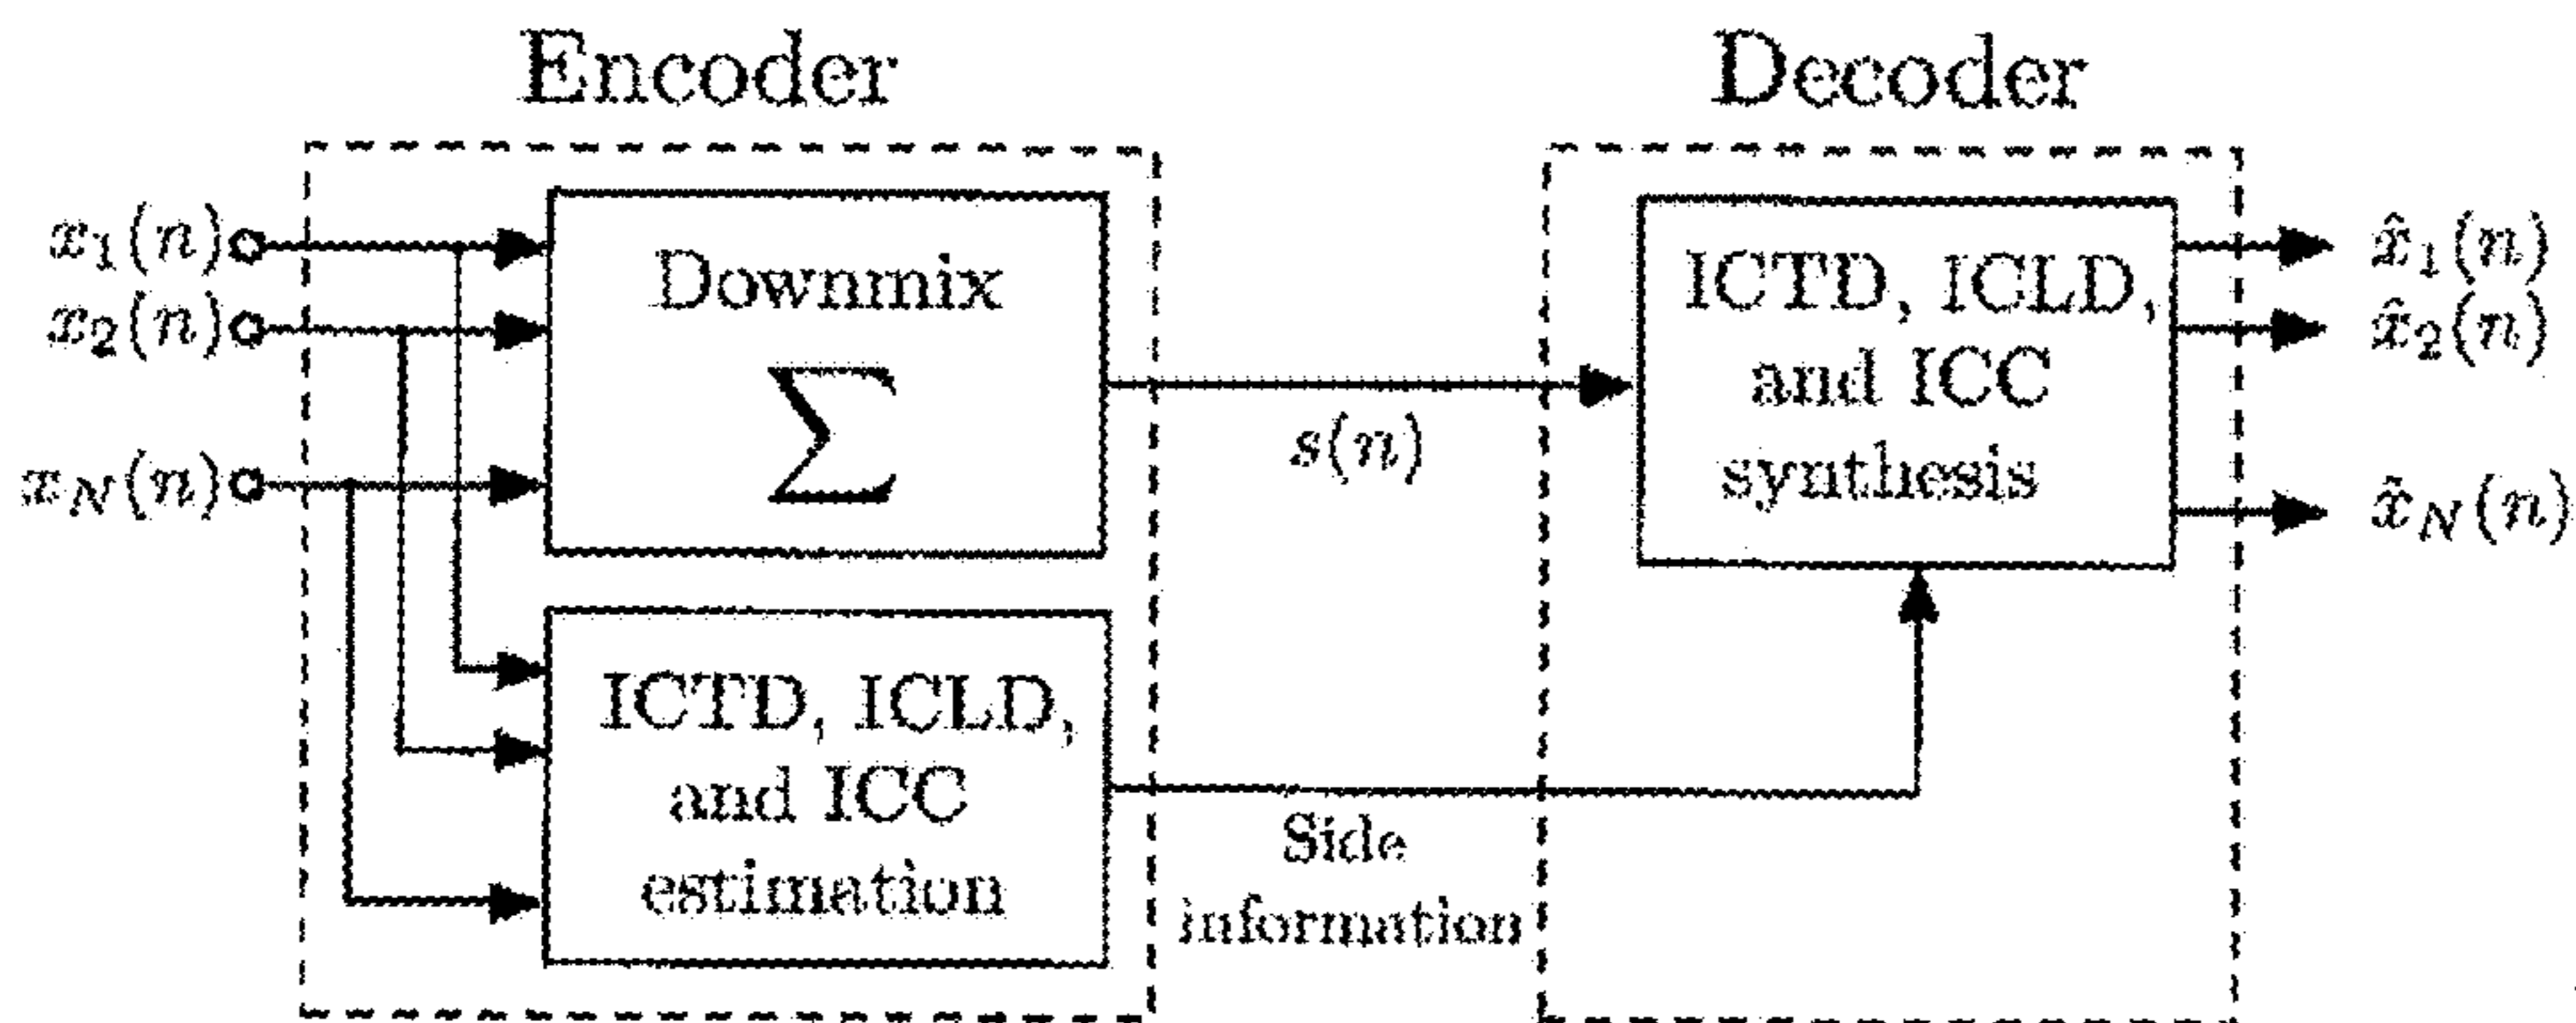 Encoder
Decoder
x₁(n)
x₂(n)
x_N(n)
Downmix
∑
ICTD, ICLD,
and ICC
estimation
s(n)
Side
information
ICTD, ICLD,
and ICC
synthesis
x̂₁(n)
x̂₂(n)
x̂_N(n)